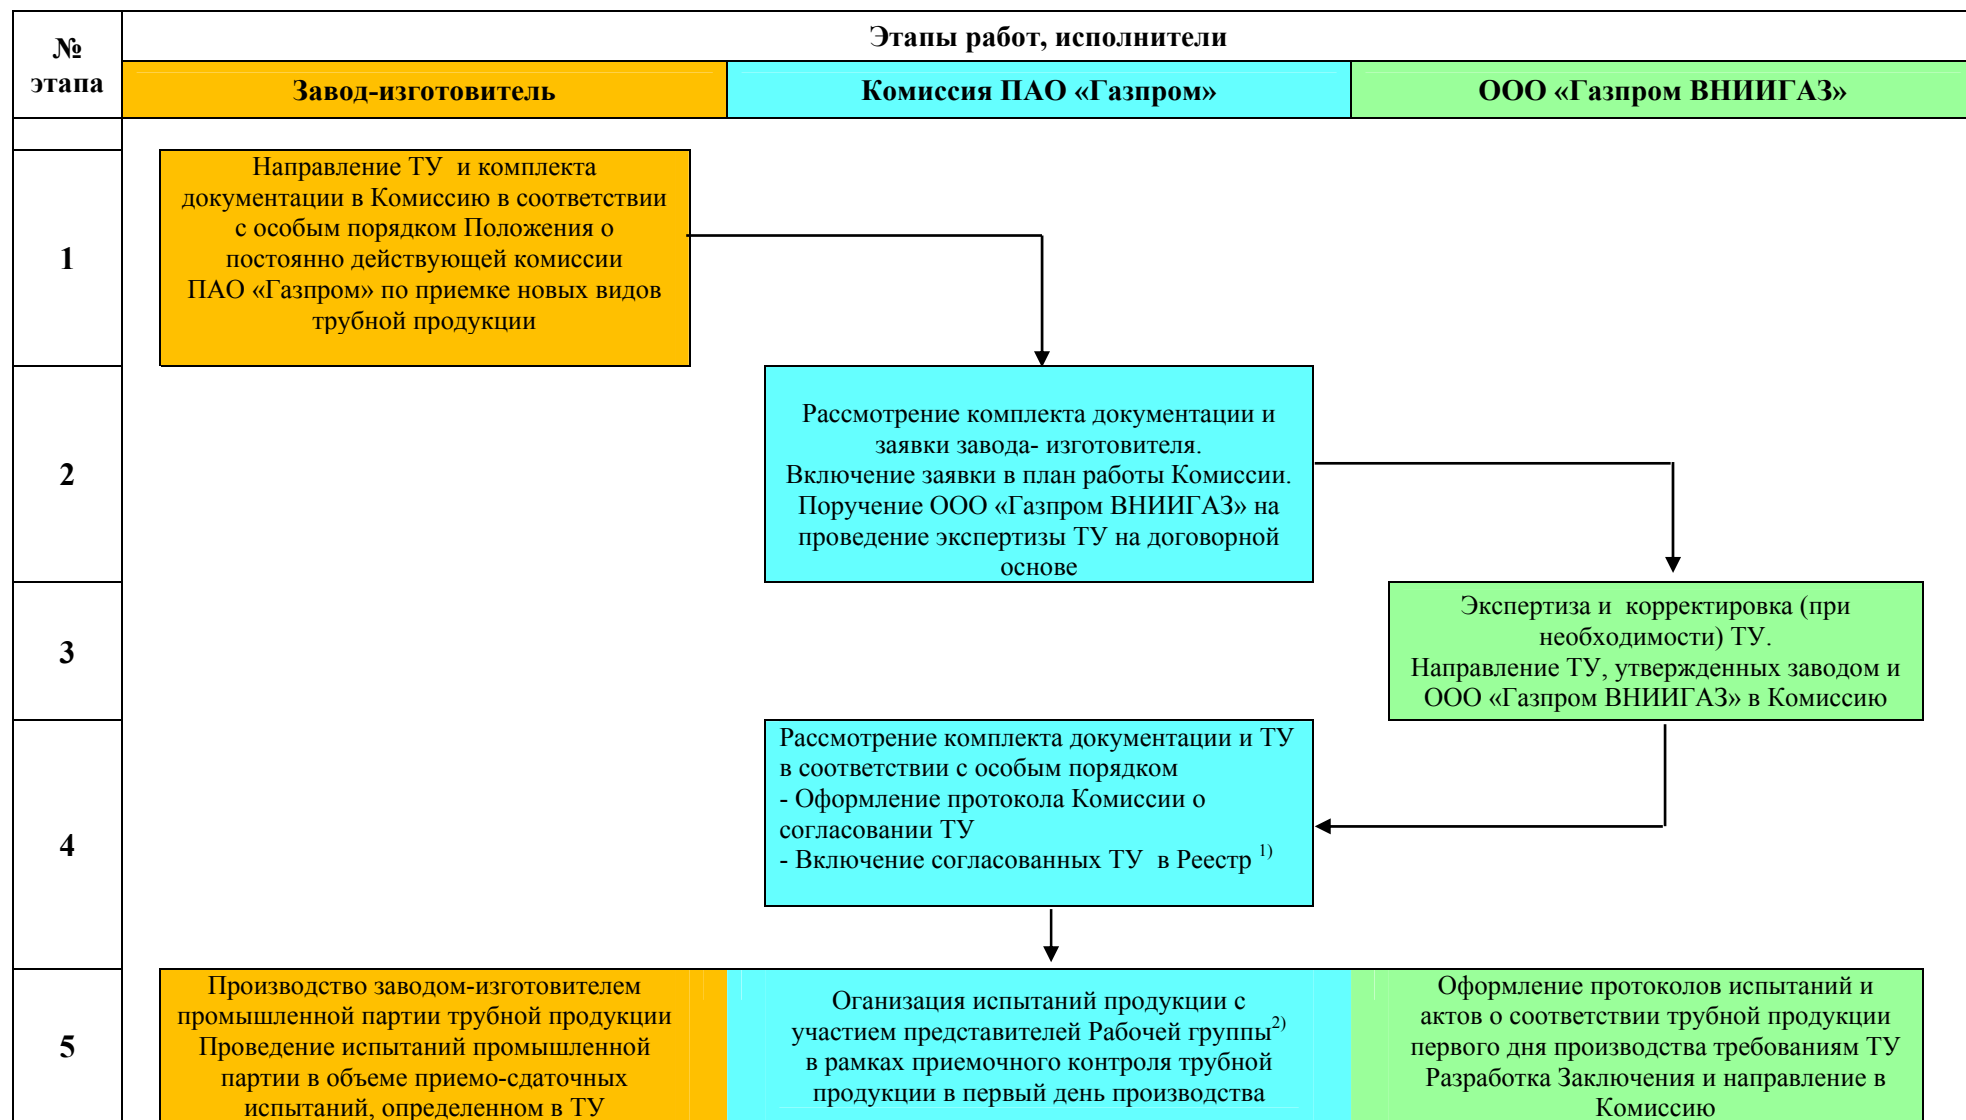 №
этапа
Этапы работ, исполнители
Завод-изготовитель
Комиссия ПАО «Газпром»
ООО «Газпром ВНИИГАЗ»
1
Направление ТУ и комплекта
документации в Комиссию в соответствии
с особым порядком Положения о
постоянно действующей комиссии
ПАО «Газпром» по приемке новых видов
трубной продукции
2
Рассмотрение комплекта документации и
заявки завода- изготовителя.
Включение заявки в план работы Комиссии.
Поручение ООО «Газпром ВНИИГАЗ» на
проведение экспертизы ТУ на договорной
основе
3
Экспертиза и корректировка (при
необходимости) ТУ.
Направление ТУ, утвержденных заводом и
ООО «Газпром ВНИИГАЗ» в Комиссию
4
Рассмотрение комплекта документации и ТУ
в соответствии с особым порядком
- Оформление протокола Комиссии о
согласовании ТУ
- Включение согласованных ТУ в Реестр 1)
5
Производство заводом-изготовителем
промышленной партии трубной продукции
Проведение испытаний промышленной
партии в объеме приемо-сдаточных
испытаний, определенном в ТУ
Оганизация испытаний продукции с
участием представителей Рабочей группы2)
в рамках приемочного контроля трубной
продукции в первый день производства
Оформление протоколов испытаний и
актов о соответствии трубной продукции
первого дня производства требованиям ТУ
Разработка Заключения и направление в
Комиссию